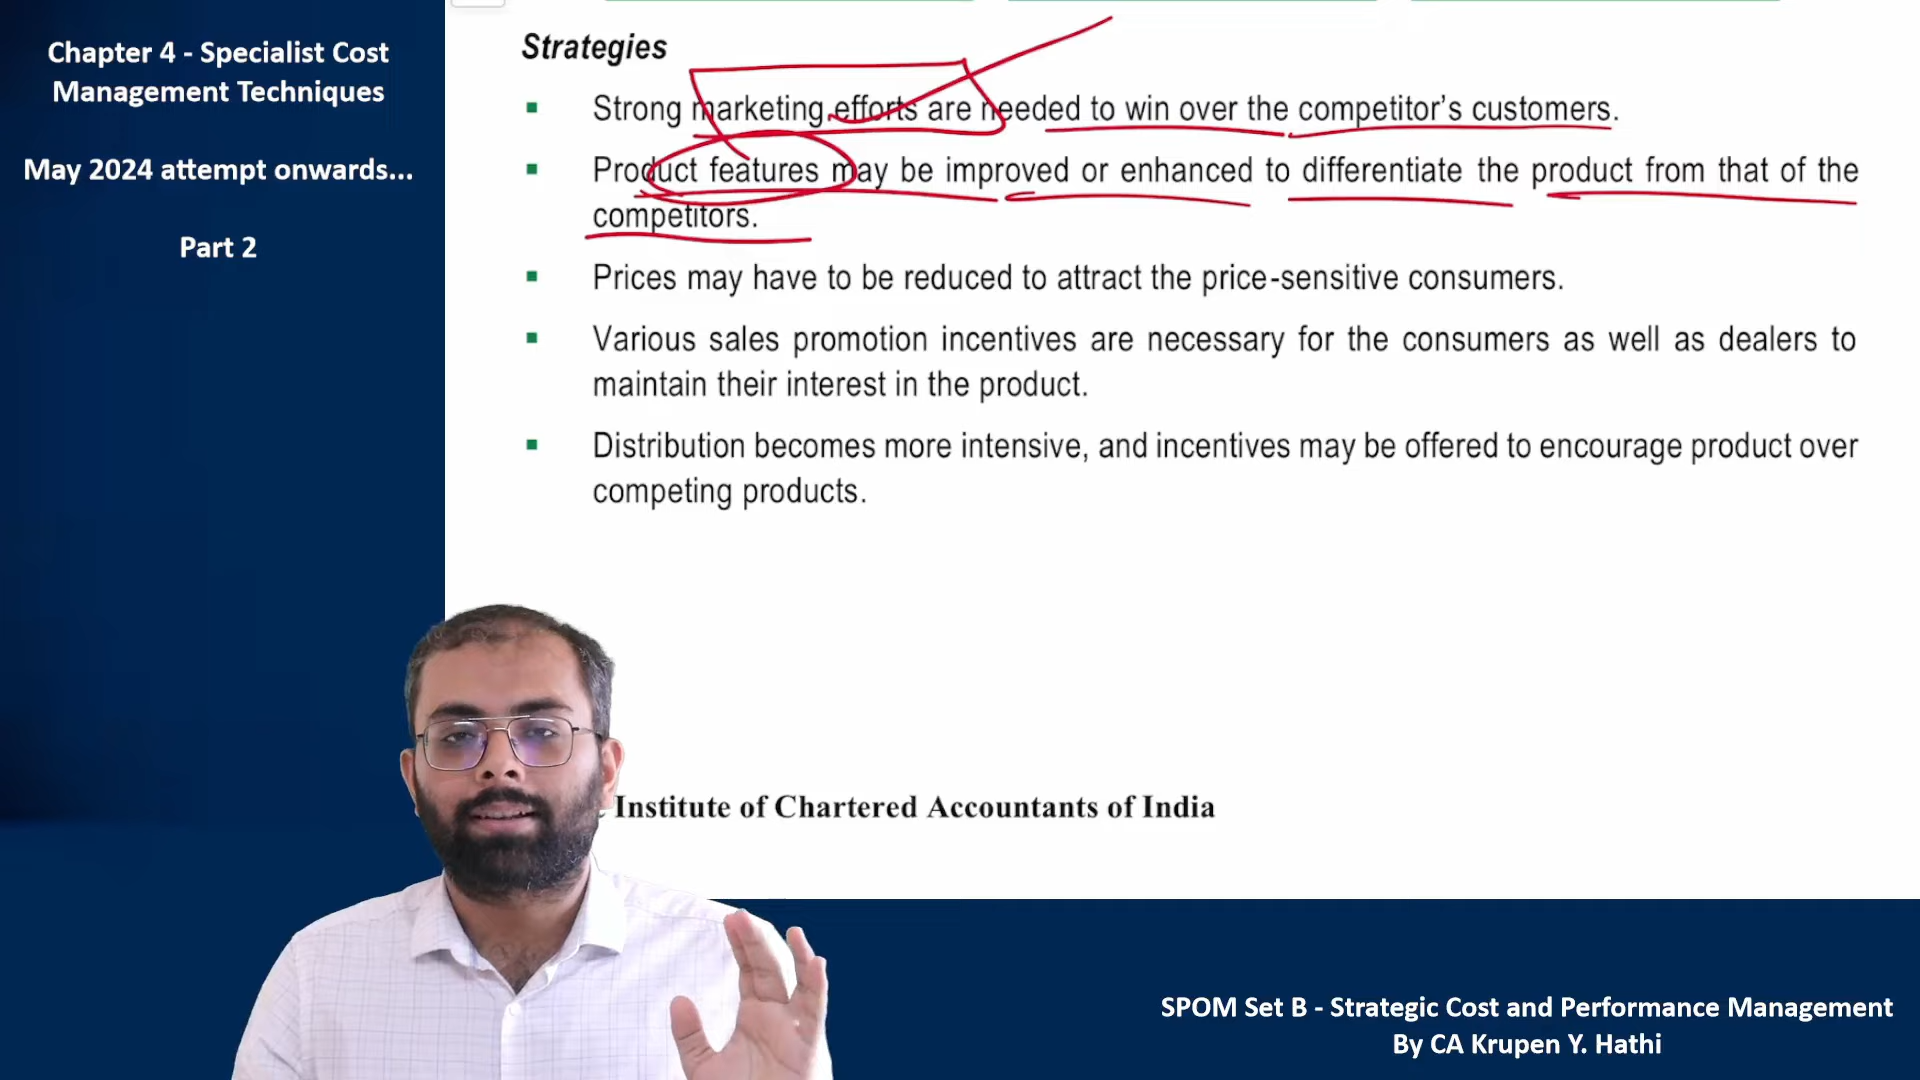 Chapter 4 - Specialist Cost
Management Techniques
May 2024 attempt onwards...
Part 2
Strategies
Strong marketing efforts are needed to win over the competitor's customers.
Product features may be improved or enhanced to differentiate the product from that of the
competitors.
Prices may have to be reduced to attract the price-sensitive consumers.
Various sales promotion incentives are necessary for the consumers as well as dealers to
maintain their interest in the product.
Distribution becomes more intensive, and incentives may be offered to encourage product over
competing products.
Institute of Chartered Accountants of India
SPOM Set B - Strategic Cost and Performance Management
By CA Krupen Y. Hathi